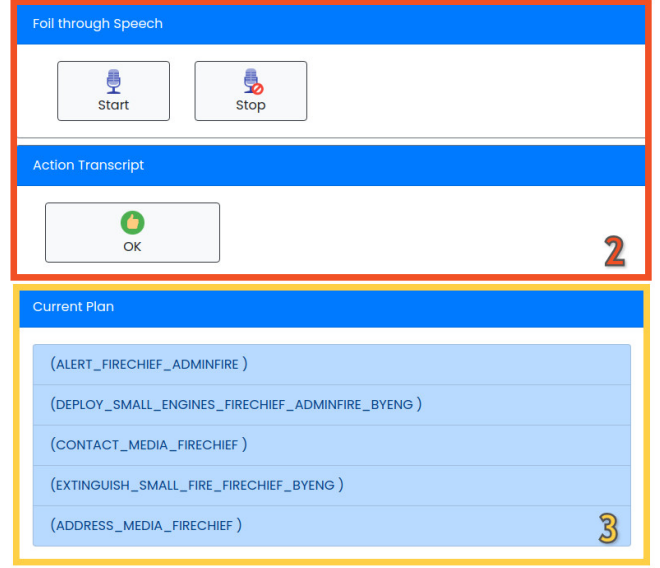 Foil through Speech
Start Stop
Action Transcript
OK
2
Current Plan
(ALERT_FIRECHIEF_ADMINFIRE )
(DEPLOY_SMALL_ENGINES_FIRECHIEF_ADMINFIRE_BYENG )
(CONTACT_MEDIA_FIRECHIEF )
(EXTINGUISH_SMALL_FIRE_FIRECHIEF_BYENG )
(ADDRESS_MEDIA_FIRECHIEF )
3